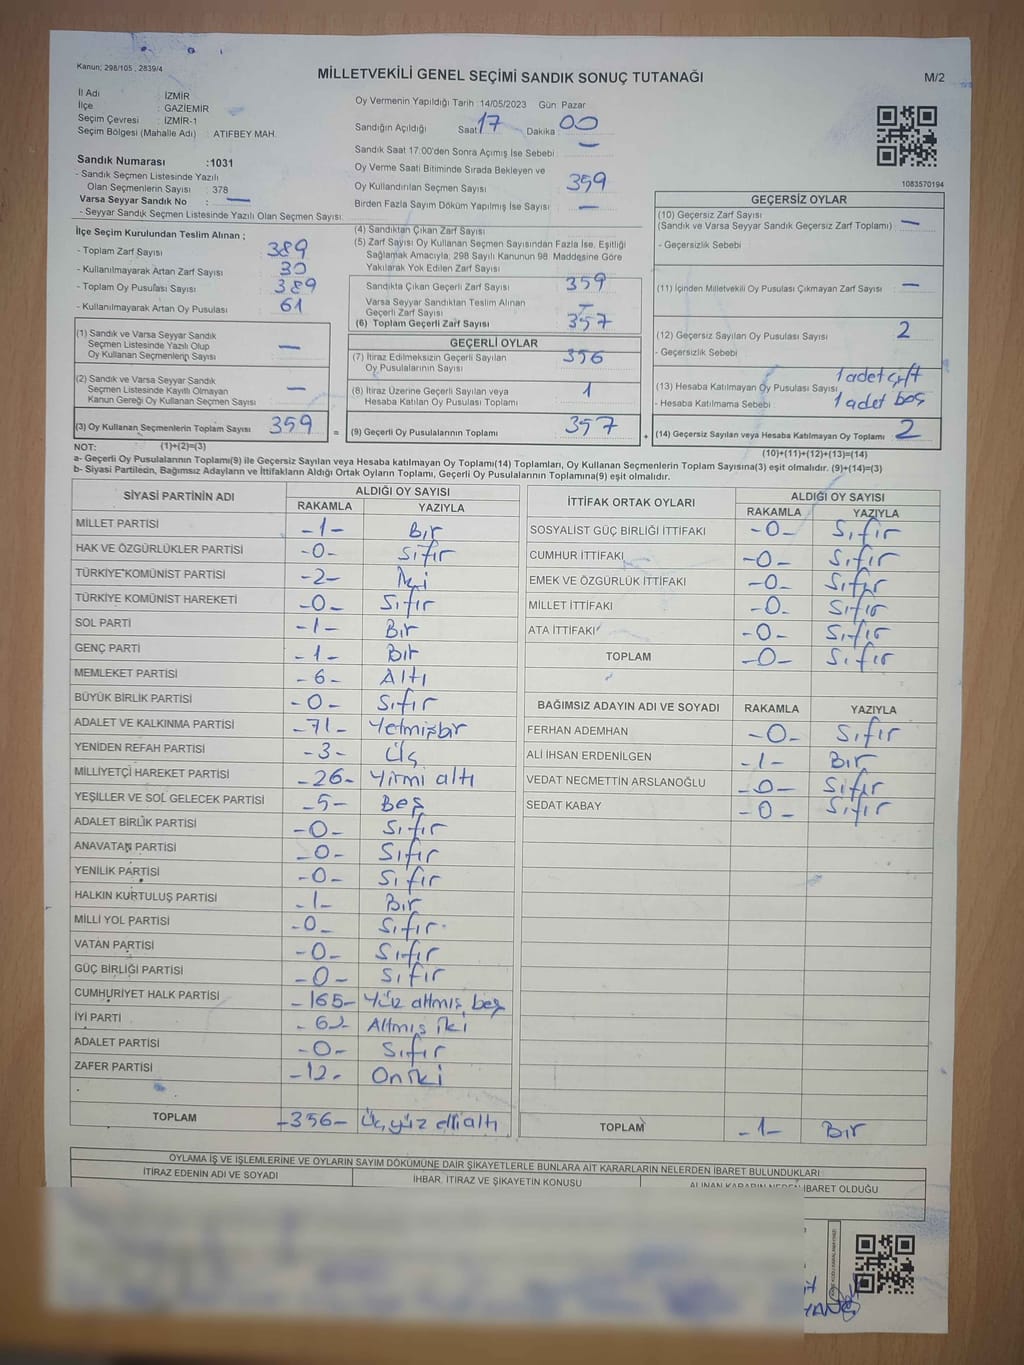 Kanun; 298/105 , 2839/4
MİLLETVEKİLİ GENEL SEÇİMİ SANDIK SONUÇ TUTANAĞI
M/2
İl Adı : İZMİR
İlçe : GAZİEMİR
Seçim Çevresi : İZMİR-1
Seçim Bölgesi (Mahalle Adı) : ATIFBEY MAH.
Oy Vermenin Yapıldığı Tarih 14/05/2023 Gün Pazar
Sandığın Açıldığı Saat 17 Dakika 00
Sandık Saat 17:00'den Sonra Açımış İse Sebebi —
Oy Verme Saati Bitiminde Sırada Bekleyen ve
Oy Kullandırılan Seçmen Sayısı 359
Birden Fazla Sayım Döküm Yapılmış İse Sayısı —
Sandık Numarası :1031
- Sandık Seçmen Listesinde Yazılı
Olan Seçmenlerin Sayısı : 378
Varsa Seyyar Sandık No : —
- Seyyar Sandık Seçmen Listesinde Yazılı Olan Seçmen Sayısı:
İlçe Seçim Kurulundan Teslim Alınan ;
- Toplam Zarf Sayısı : 389
- Kullanılmayarak Artan Zarf Sayısı : 30
- Toplam Oy Pusulası Sayısı : 389
- Kullanılmayarak Artan Oy Pusulası : 61
(1) Sandık ve Varsa Seyyar Sandık
Seçmen Listesinde Yazılı Olup
Oy Kullanan Seçmenlerin Sayısı —
(2) Sandık ve Varsa Seyyar Sandık
Seçmen Listesinde Kayıtlı Olmayan
Kanun Gereği Oy Kullanan Seçmen Sayısı —
(3) Oy Kullanan Seçmenlerin Toplam Sayısı 359
(4) Sandıktan Çıkan Zarf Sayısı
(5) Zarf Sayısı Oy Kullanan Seçmen Sayısından Fazla İse, Eşitliği
Sağlamak Amacıyla, 298 Sayılı Kanunun 98 Maddesine Göre
Yakılarak Yok Edilen Zarf Sayısı
Sandıkta Çıkan Geçerli Zarf Sayısı 359
Varsa Seyyar Sandıktan Teslim Alınan
Geçerli Zarf Sayısı —
(6) Toplam Geçerli Zarf Sayısı 357
GEÇERLİ OYLAR
(7) İtiraz Edilmeksizin Geçerli Sayılan
Oy Pusulalarının Sayısı 356
(8) İtiraz Üzerine Geçerli Sayılan veya
Hesaba Katılan Oy Pusulası Toplamı 1
= (9) Geçerli Oy Pusulalarının Toplamı 357 +
1083570194
GEÇERSİZ OYLAR
(10) Geçersiz Zarf Sayısı
(Sandık ve Varsa Seyyar Sandık Geçersiz Zarf Toplamı) —
- Geçersizlik Sebebi
(11) İçinden Milletvekili Oy Pusulası Çıkmayan Zarf Sayısı —
(12) Geçersiz Sayılan Oy Pusulası Sayısı 2
- Geçersizlik Sebebi
1 adet çift
(13) Hesaba Katılmayan Oy Pusulası Sayısı
- Hesaba Katılmama Sebebi 1 adet boş
(14) Geçersiz Sayılan veya Hesaba Katılmayan Oy Toplamı 2
NOT: (1)+(2)=(3)
(10)+(11)+(12)+(13)=(14)
a- Geçerli Oy Pusulalarının Toplamı(9) ile Geçersiz Sayılan veya Hesaba katılmayan Oy Toplamı(14) Toplamları, Oy Kullanan Seçmenlerin Toplam Sayısına(3) eşit olmalıdır. (9)+(14)=(3)
b- Siyasi Partilerin, Bağımsız Adayların ve İttifakların Aldığı Ortak Oyların Toplamı, Geçerli Oy Pusulalarının Toplamına(9) eşit olmalıdır.
SİYASİ PARTİNİN ADI
ALDIĞI OY SAYISI
RAKAMLA YAZIYLA
MİLLET PARTİSİ -1- Bir
HAK VE ÖZGÜRLÜKLER PARTİSİ -0- Sıfır
TÜRKİYE KOMÜNİST PARTİSİ -2- İki
TÜRKİYE KOMÜNİST HAREKETİ -0- Sıfır
SOL PARTİ -1- Bir
GENÇ PARTİ -1- Bir
MEMLEKET PARTİSİ -6- Altı
BÜYÜK BİRLİK PARTİSİ -0- Sıfır
ADALET VE KALKINMA PARTİSİ -71- Yetmişbir
YENİDEN REFAH PARTİSİ -3- Üç
MİLLİYETÇİ HAREKET PARTİSİ -26- Yirmi altı
YEŞİLLER VE SOL GELECEK PARTİSİ -5- Beş
ADALET BİRLİK PARTİSİ -0- Sıfır
ANAVATAN PARTİSİ -0- Sıfır
YENİLİK PARTİSİ -0- Sıfır
HALKIN KURTULUŞ PARTİSİ -1- Bir
MİLLİ YOL PARTİSİ -0- Sıfır
VATAN PARTİSİ -0- Sıfır
GÜÇ BİRLİĞİ PARTİSİ -0- Sıfır
CUMHURİYET HALK PARTİSİ -165- Yüz altmış beş
İYİ PARTİ -62- Altmış iki
ADALET PARTİSİ -0- Sıfır
ZAFER PARTİSİ -12- Oniki
TOPLAM -356- Üçyüz elli altı
İTTİFAK ORTAK OYLARI
ALDIĞI OY SAYISI
RAKAMLA YAZIYLA
SOSYALİST GÜÇ BİRLİĞİ İTTİFAKI -0- Sıfır
CUMHUR İTTİFAKI -0- Sıfır
EMEK VE ÖZGÜRLÜK İTTİFAKI -0- Sıfır
MİLLET İTTİFAKI -0- Sıfır
ATA İTTİFAKI -0- Sıfır
TOPLAM -0- Sıfır
BAĞIMSIZ ADAYIN ADI VE SOYADI RAKAMLA YAZIYLA
FERHAN ADEMHAN -0- Sıfır
ALİ İHSAN ERDENİLGEN -1- Bir
VEDAT NECMETTİN ARSLANOĞLU -0- Sıfır
SEDAT KABAY -0- Sıfır
TOPLAM -1- Bir
OYLAMA İŞ VE İŞLEMLERİNE VE OYLARIN SAYIM DÖKÜMÜNE DAİR ŞİKAYETLERLE BUNLARA AİT KARARLARIN NELERDEN İBARET BULUNDUKLARI
İTİRAZ EDENİN ADI VE SOYADI İHBAR, İTİRAZ VE ŞİKAYETİN KONUSU ALINAN KARARIN NEDEN İBARET OLDUĞU